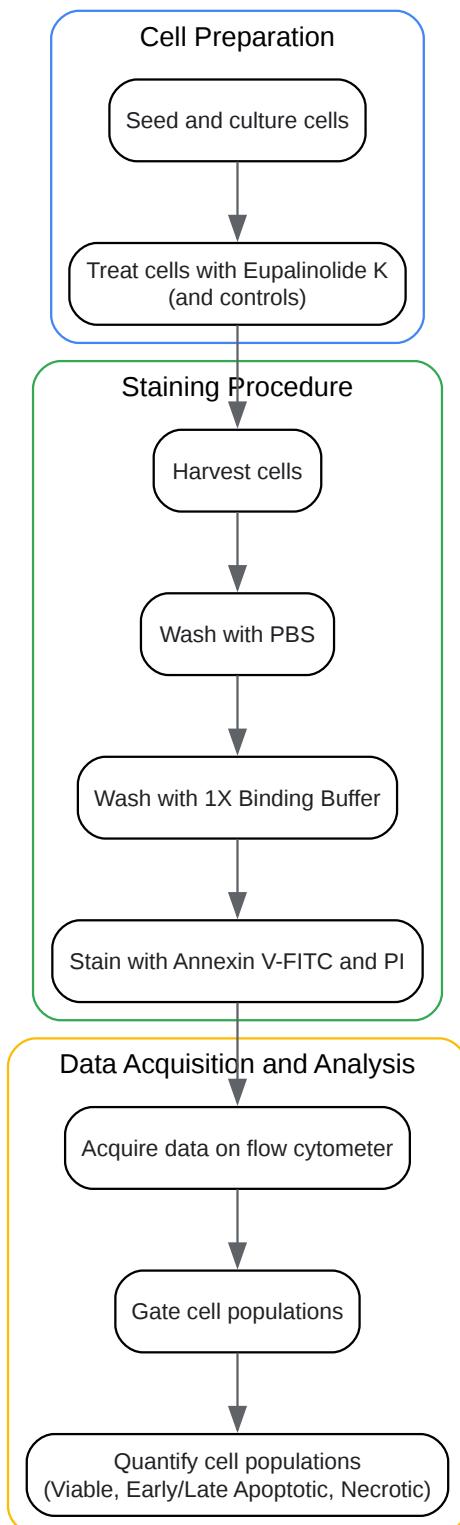 Cell Preparation
Seed and culture cells
Treat cells with Eupalinolide K
(and controls)
Staining Procedure
Harvest cells
Wash with PBS
Wash with 1X Binding Buffer
Stain with Annexin V-FITC and PI
Data Acquisition and Analysis
Acquire data on flow cytometer
Gate cell populations
Quantify cell populations
(Viable, Early/Late Apoptotic, Necrotic)